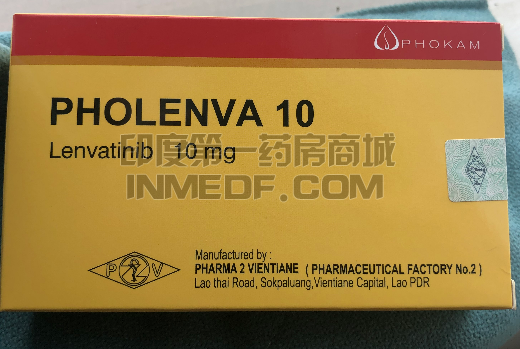 PHOKAM
PHOLENVA 10
Lenvatinib 10 mg
印度第一药房商城
INMEDF.COM
P 2 V
Manufactured by :
PHARMA 2 VIENTIANE ( PHARMACEUTICAL FACTORY No.2 )
Lao thai Road, Sokpaluang,Vientiane Capital, Lao PDR